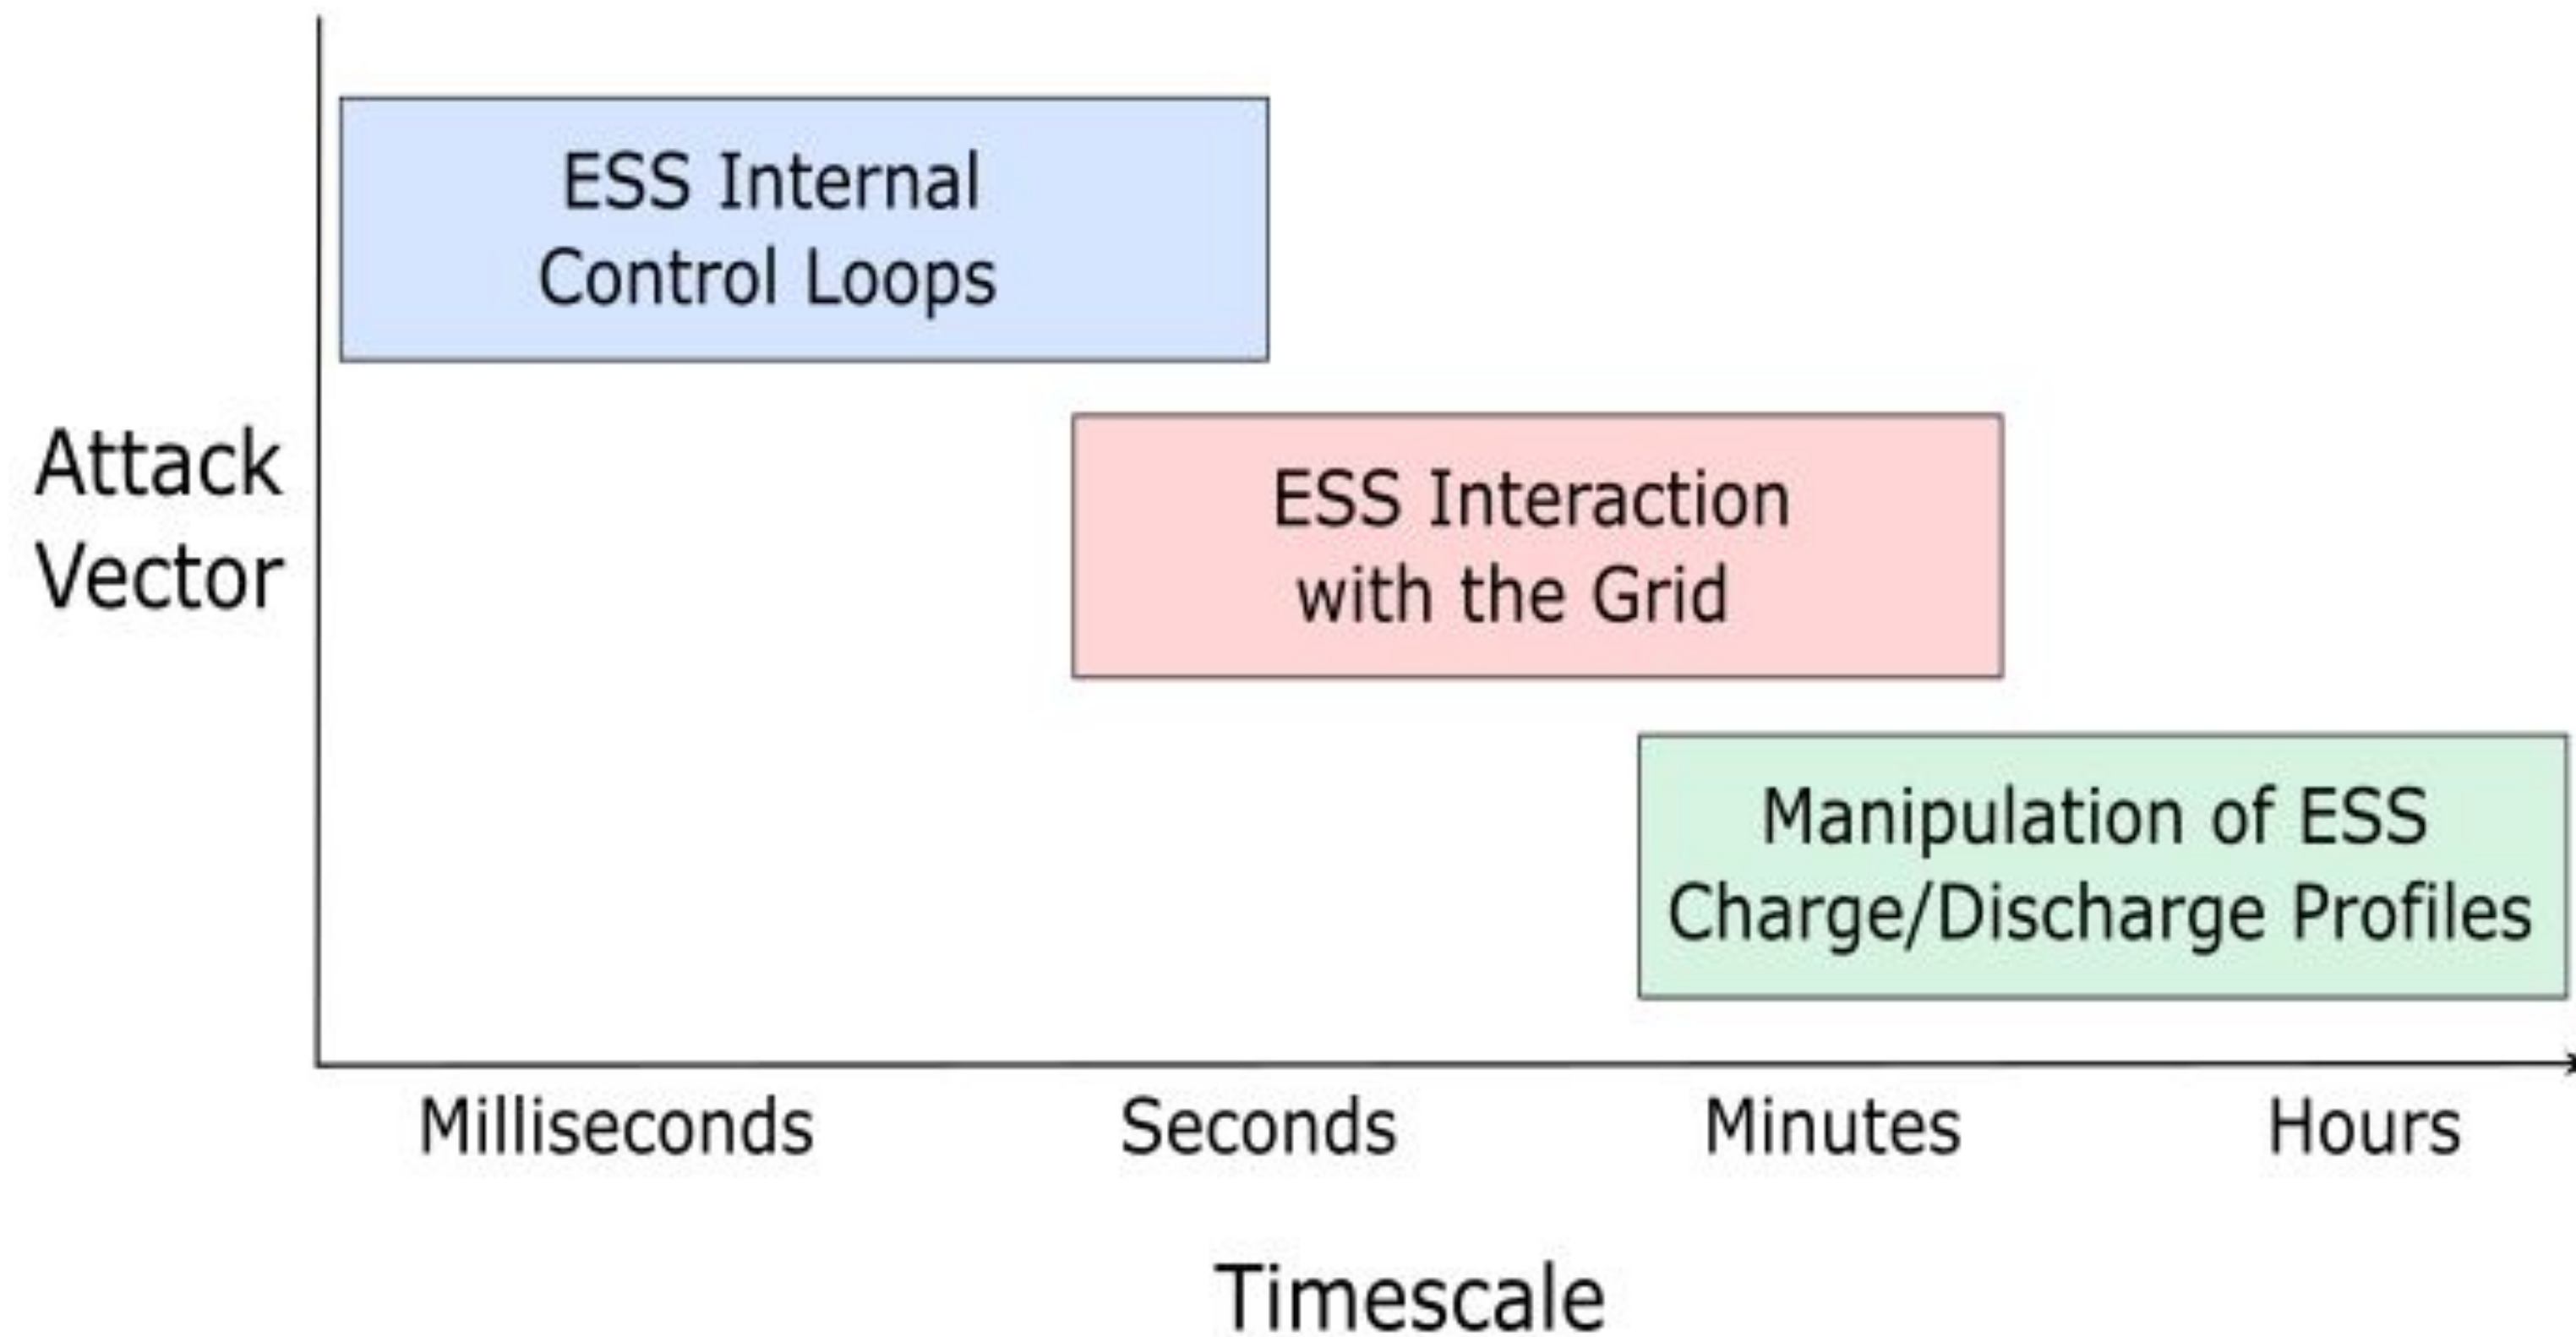 ESS Internal
Control Loops
Attack
Vector
ESS Interaction
with the Grid
Manipulation of ESS
Charge/Discharge Profiles
Milliseconds
Seconds
Minutes
Hours
Timescale